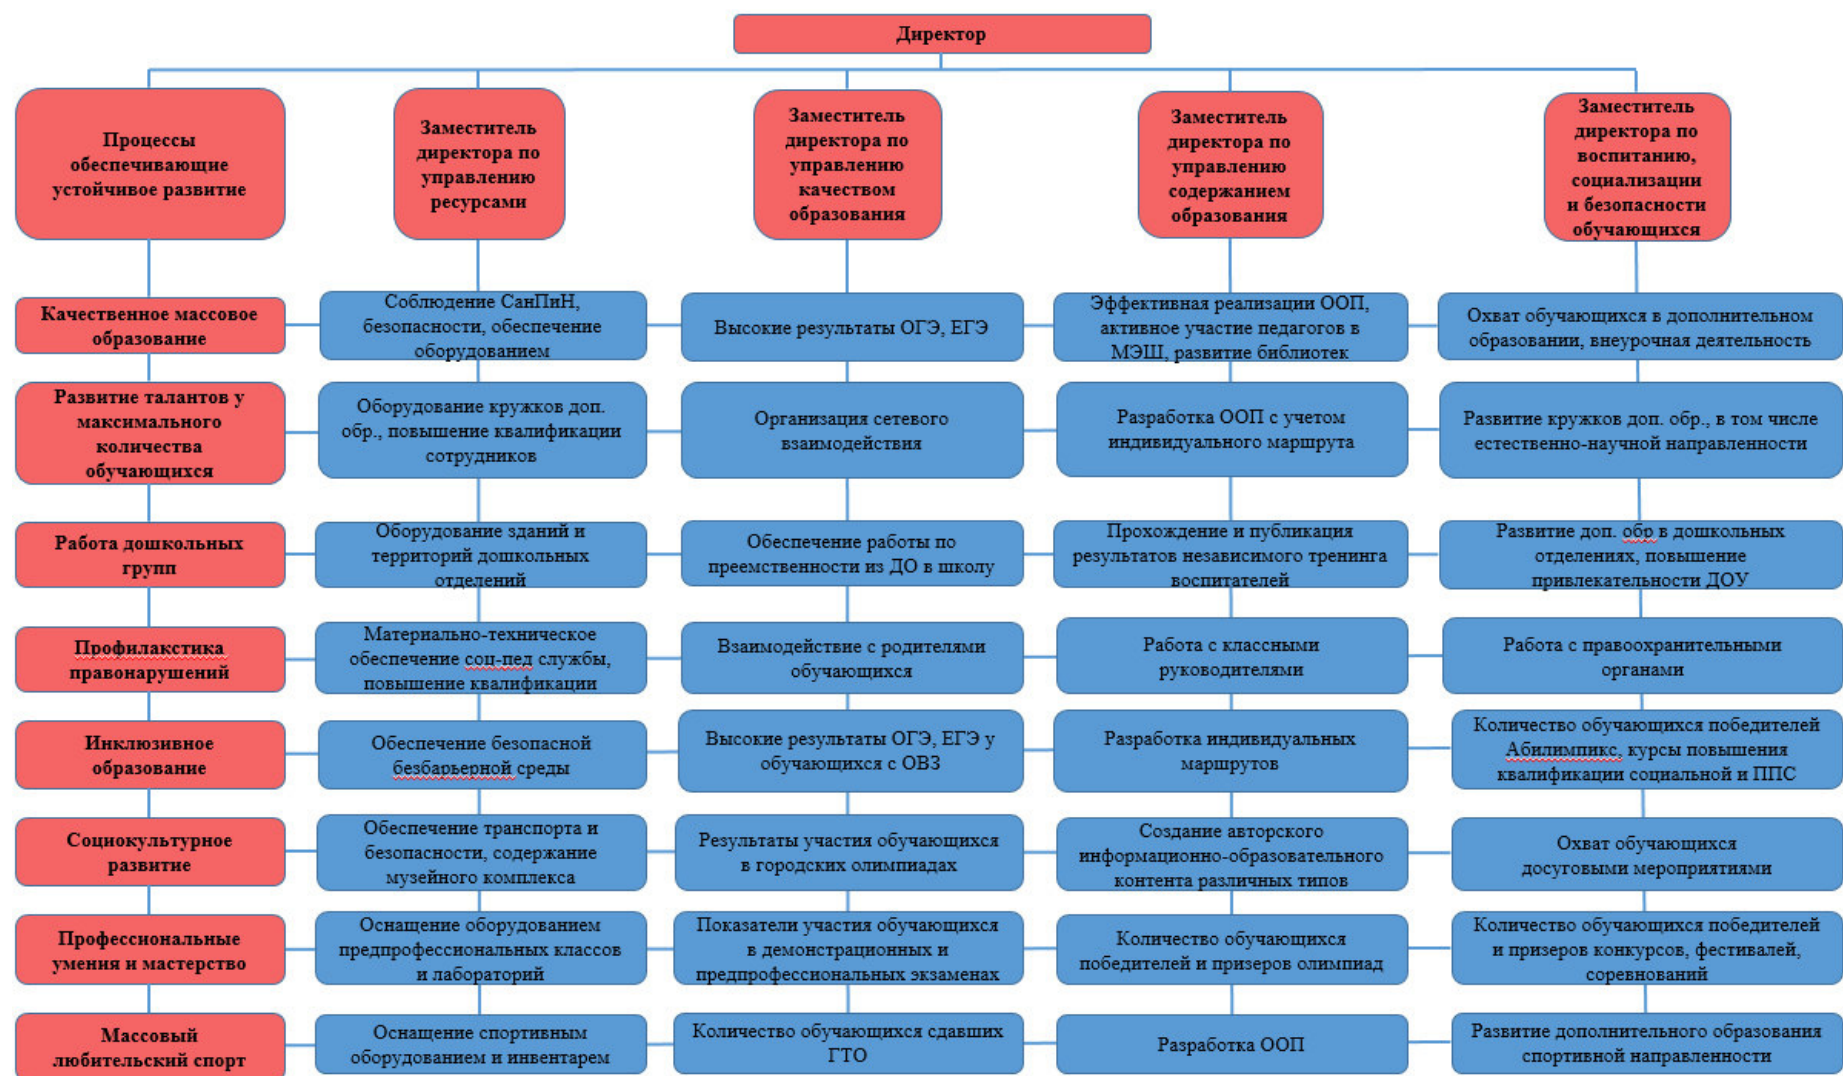 Директор
Процессы
обеспечивающие
устойчивое развитие
Заместитель
директора по
управлению
ресурсами
Заместитель
директора по
управлению
качеством
образования
Заместитель
директора по
управлению
содержанием
образования
Заместитель
директора по
воспитанию,
социализации
и безопасности
обучающихся
Качественное массовое
образование
Соблюдение СанПиН,
безопасности, обеспечение
оборудованием
Высокие результаты ОГЭ, ЕГЭ
Эффективная реализации ООП,
активное участие педагогов в
МЭШ, развитие библиотек
Охват обучающихся в дополнительном
образовании, внеурочная деятельность
Развитие талантов у
максимального
количества
обучающихся
Оборудование кружков доп.
обр., повышение квалификации
сотрудников
Организация сетевого
взаимодействия
Разработка ООП с учетом
индивидуального маршрута
Развитие кружков доп. обр., в том числе
естественно-научной направленности
Работа дошкольных
групп
Оборудование зданий и
территорий дошкольных
отделений
Обеспечение работы по
преемственности из ДО в школу
Прохождение и публикация
результатов независимого тренинга
воспитателей
Развитие доп. обр в дошкольных
отделениях, повышение
привлекательности ДОУ
Профилакстика
правонарушений
Материально-техническое
обеспечение соц-пед службы,
повышение квалификации
Взаимодействие с родителями
обучающихся
Работа с классными
руководителями
Работа с правоохранительными
органами
Инклюзивное
образование
Обеспечение безопасной
безбарьерной среды
Высокие результаты ОГЭ, ЕГЭ у
обучающихся с ОВЗ
Разработка индивидуальных
маршрутов
Количество обучающихся победителей
Абилимпикс, курсы повышения
квалификации социальной и ППС
Социокультурное
развитие
Обеспечение транспорта и
безопасности, содержание
музейного комплекса
Результаты участия обучающихся
в городских олимпиадах
Создание авторского
информационно-образовательного
контента различных типов
Охват обучающихся
досуговыми мероприятиями
Профессиональные
умения и мастерство
Оснащение оборудованием
предпрофессиональных классов
и лабораторий
Показатели участия обучающихся
в демонстрационных и
предпрофессиональных экзаменах
Количество обучающихся
победителей и призеров олимпиад
Количество обучающихся победителей
и призеров конкурсов, фестивалей,
соревнований
Массовый
любительский спорт
Оснащение спортивным
оборудованием и инвентарем
Количество обучающихся сдавших
ГТО
Разработка ООП
Развитие дополнительного образования
спортивной направленности